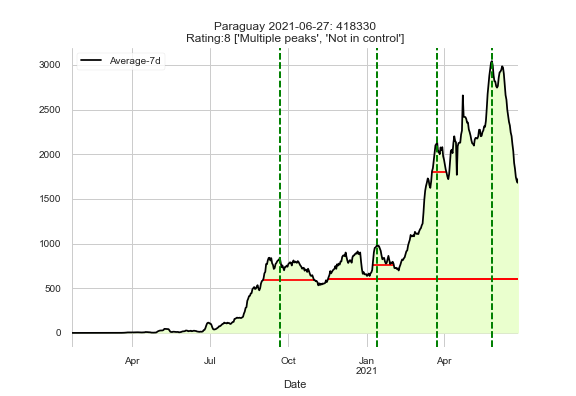 Paraguay 2021-06-27: 418330
Rating:8 ['Multiple peaks', 'Not in control']
Average-7d
3000
2500
2000
1500
1000
500
0
Apr
Jul
Oct
Jan
2021
Apr
Date